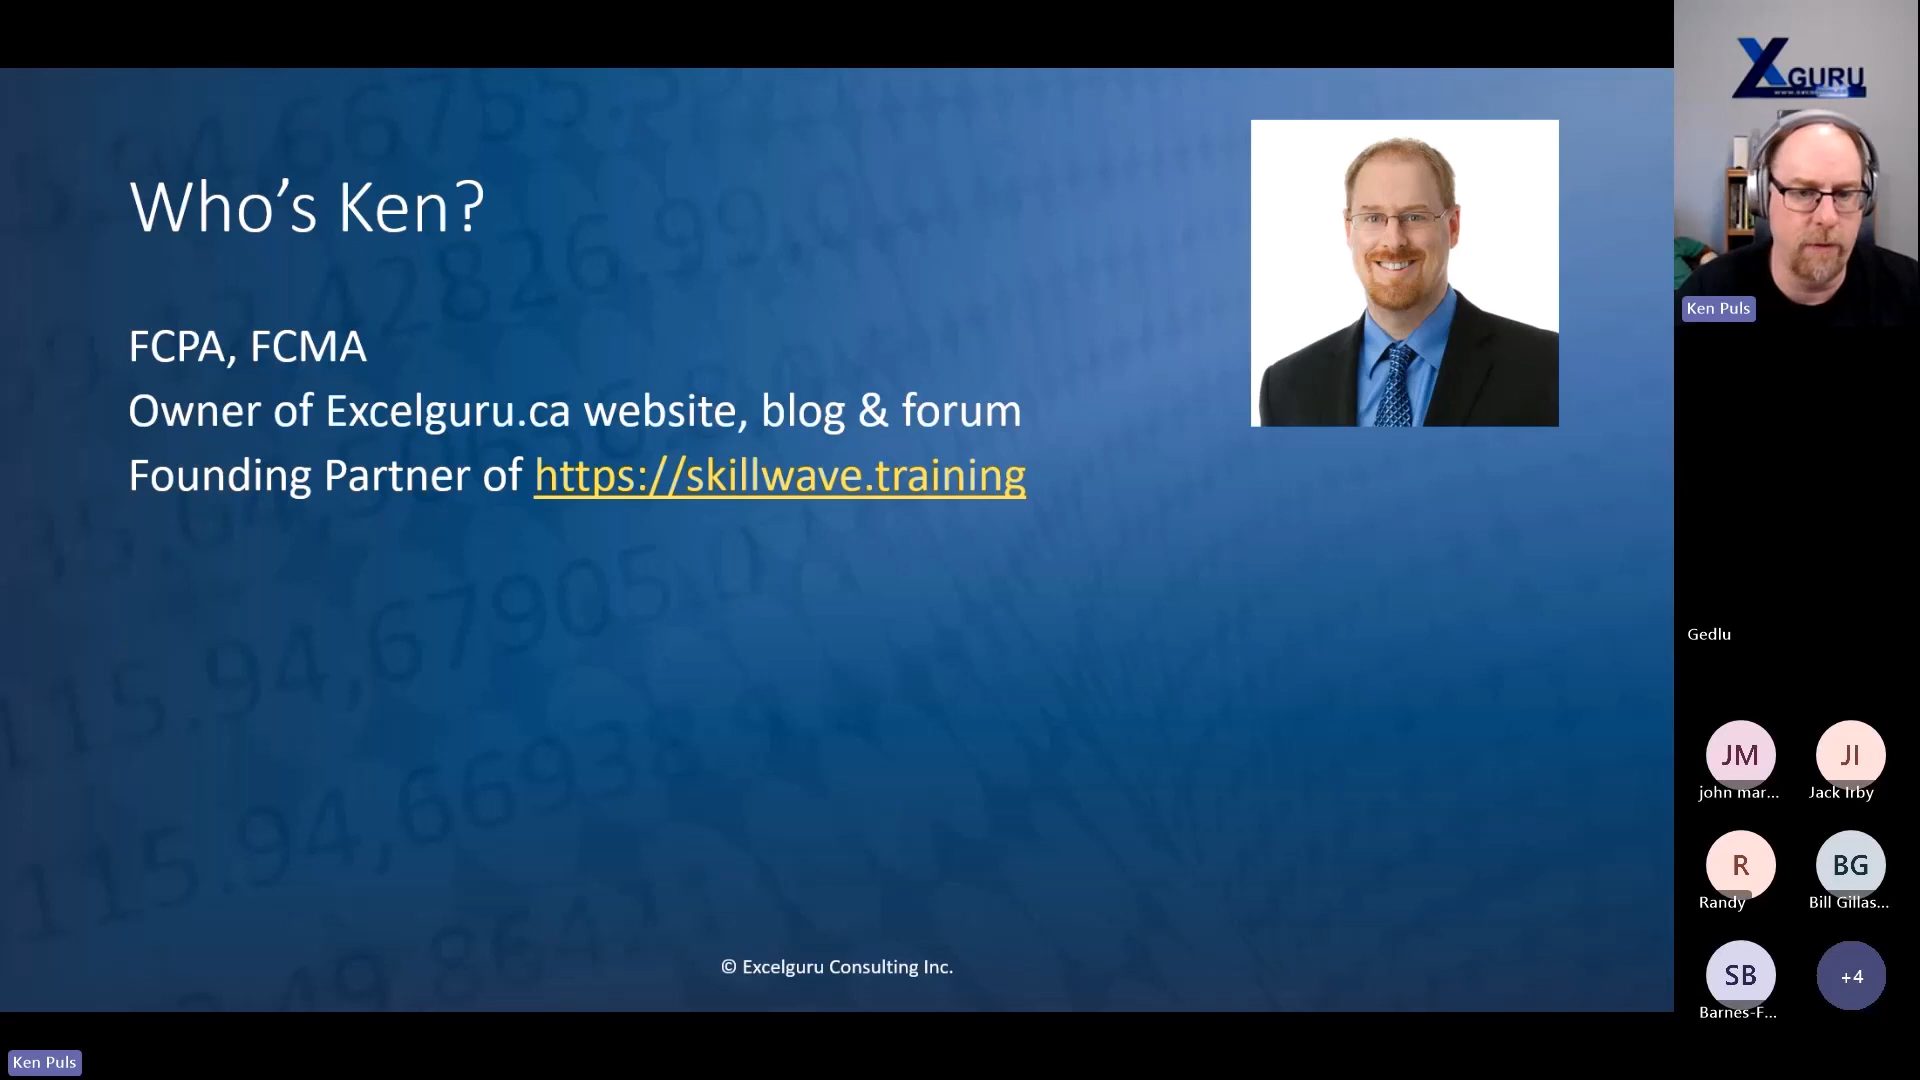 Who's Ken?
FCPA, FCMA
Owner of Excelguru.ca website, blog & forum
Founding Partner of https://skillwave.training
© Excelguru Consulting Inc.
Ken Puls
XGURU
Ken Puls
Gedlu
JM
john mar...
JI
Jack Irby
R
Randy
BG
Bill Gillas...
SB
Barnes-F...
+4